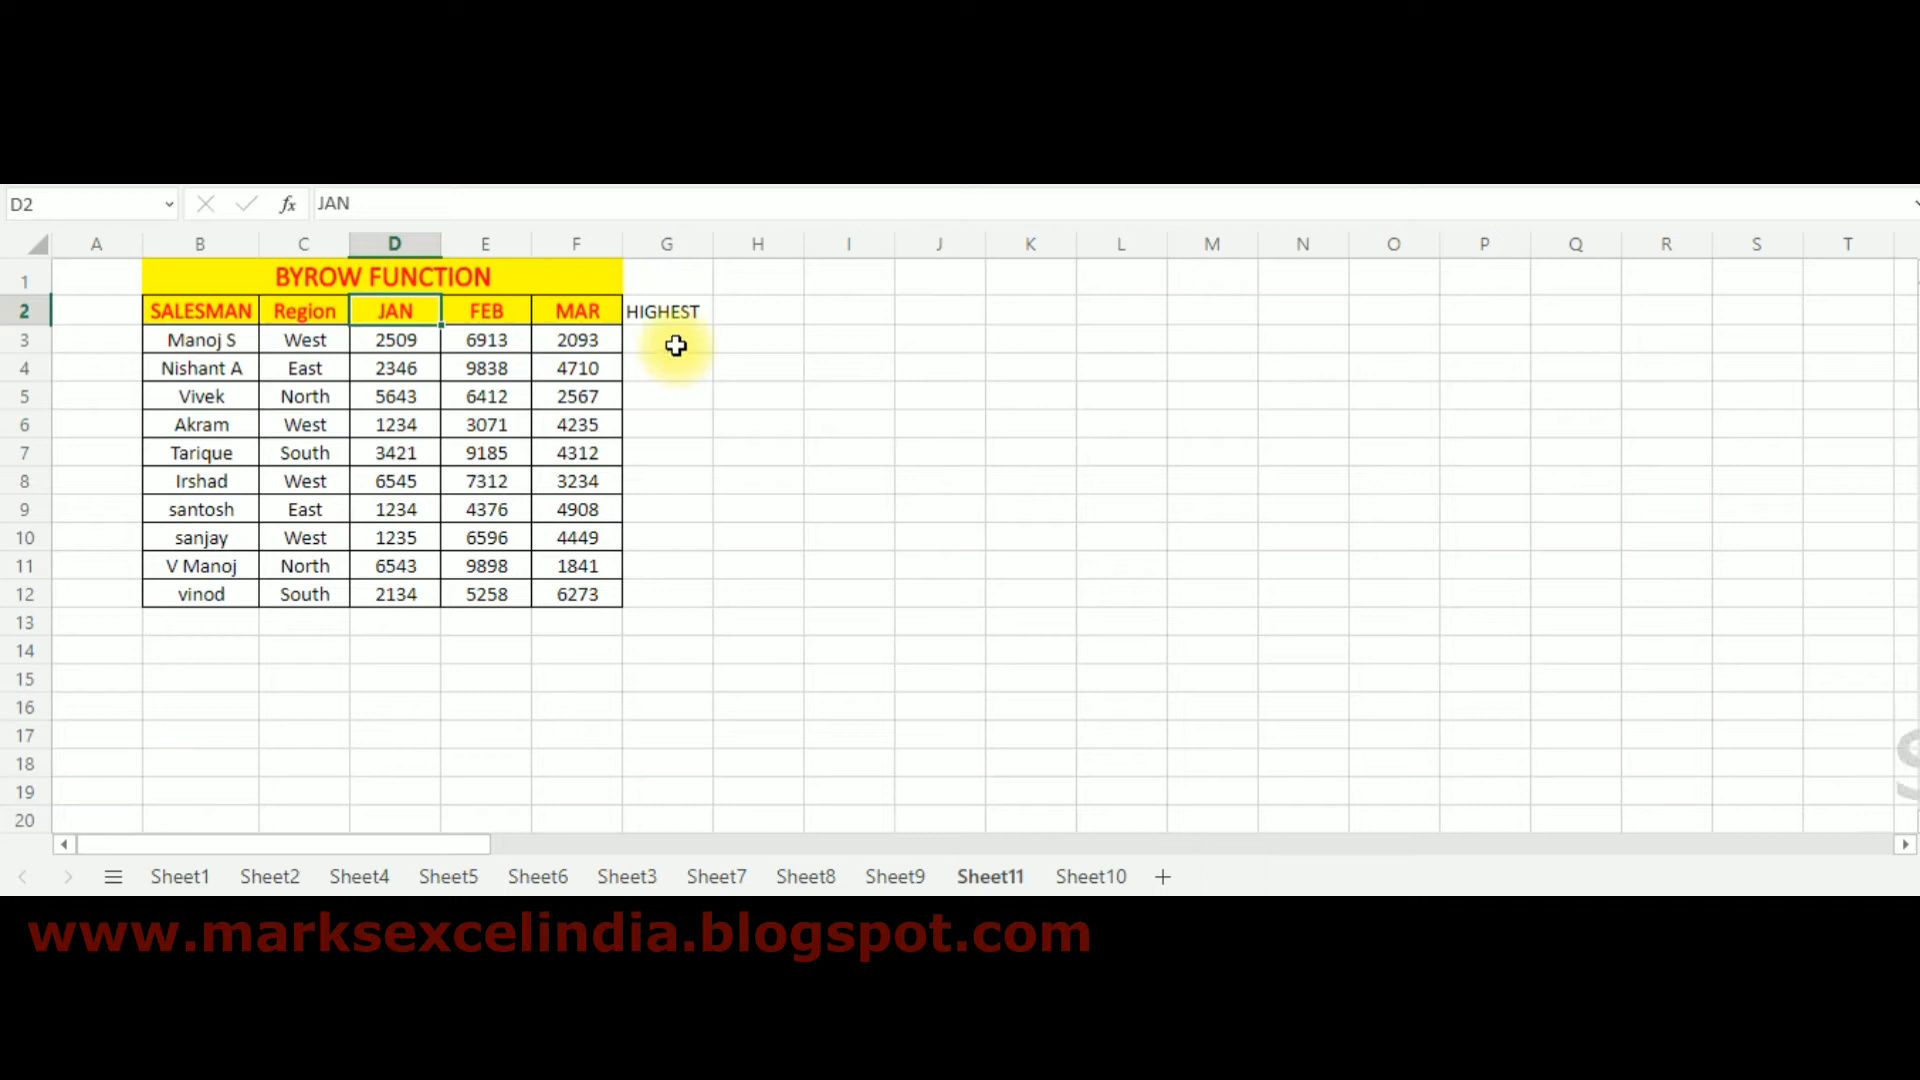 D2 fx JAN
A B C D E F G H I J K L M N O P Q R S T
1 BYROW FUNCTION
2 SALESMAN Region JAN FEB MAR HIGHEST
3 Manoj S West 2509 6913 2093
4 Nishant A East 2346 9838 4710
5 Vivek North 5643 6412 2567
6 Akram West 1234 3071 4235
7 Tarique South 3421 9185 4312
8 Irshad West 6545 7312 3234
9 santosh East 1234 4376 4908
10 sanjay West 1235 6596 4449
11 V Manoj North 6543 9898 1841
12 vinod South 2134 5258 6273
13
14
15
16
17
18
19
20
Sheet1 Sheet2 Sheet4 Sheet5 Sheet6 Sheet3 Sheet7 Sheet8 Sheet9 Sheet11 Sheet10 +
www.marksexcelindia.blogspot.com